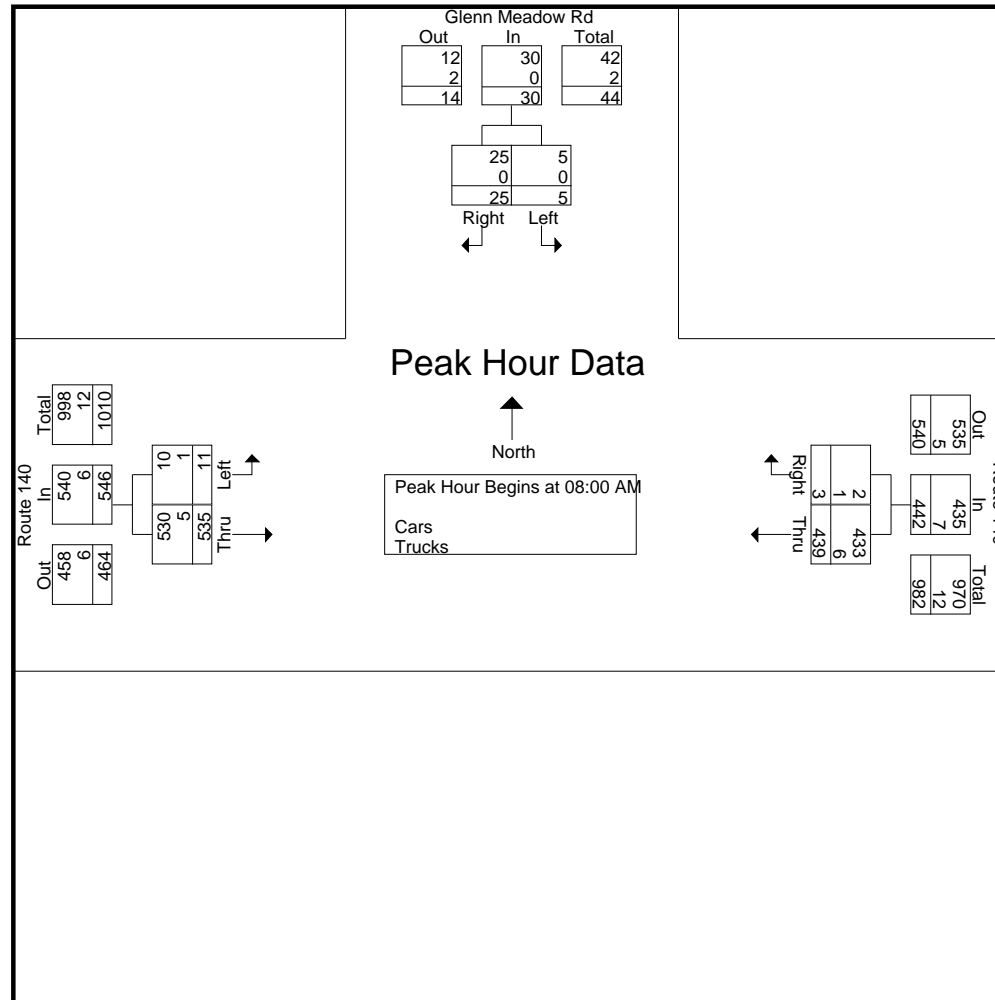 Glenn Meadow Rd
Out In Total
12 30 42
2 0 2
14 30 44
25 5
0 0
25 5
Right Left
Peak Hour Data
North
Peak Hour Begins at 08:00 AM
Cars
Trucks
Route 140
Total
998
12
1010
In
540
6
546
Out
458
6
464
Left
10
1
11
Thru
530
5
535
Right
2
1
3
Thru
433
6
439
Out
535
5
540
In
435
7
442
Total
970
12
982